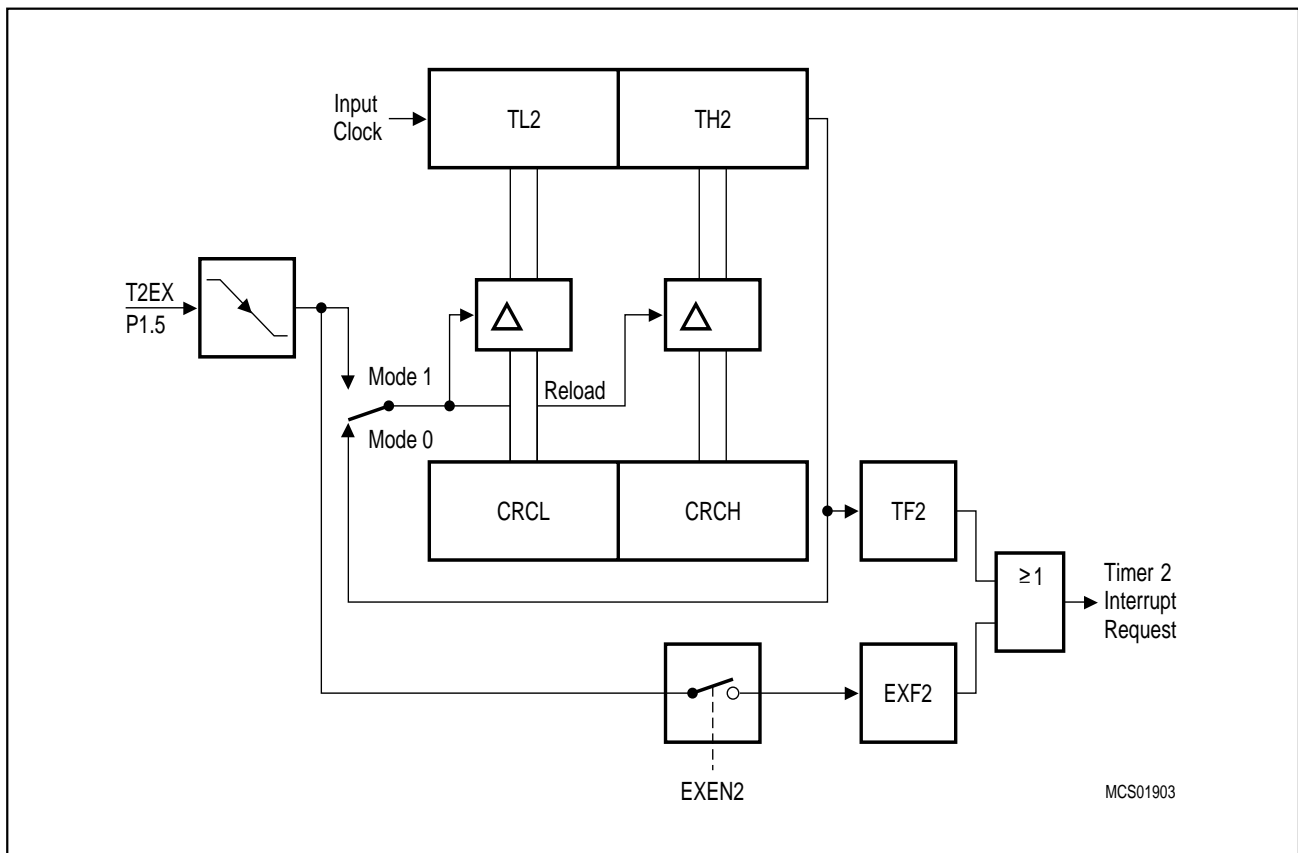 Input
Clock
TL2
TH2
T2EX
P1.5
Mode 1
Reload
Mode 0
CRCL
CRCH
TF2
≥1
Timer 2
Interrupt
Request
EXF2
EXEN2
MCS01903